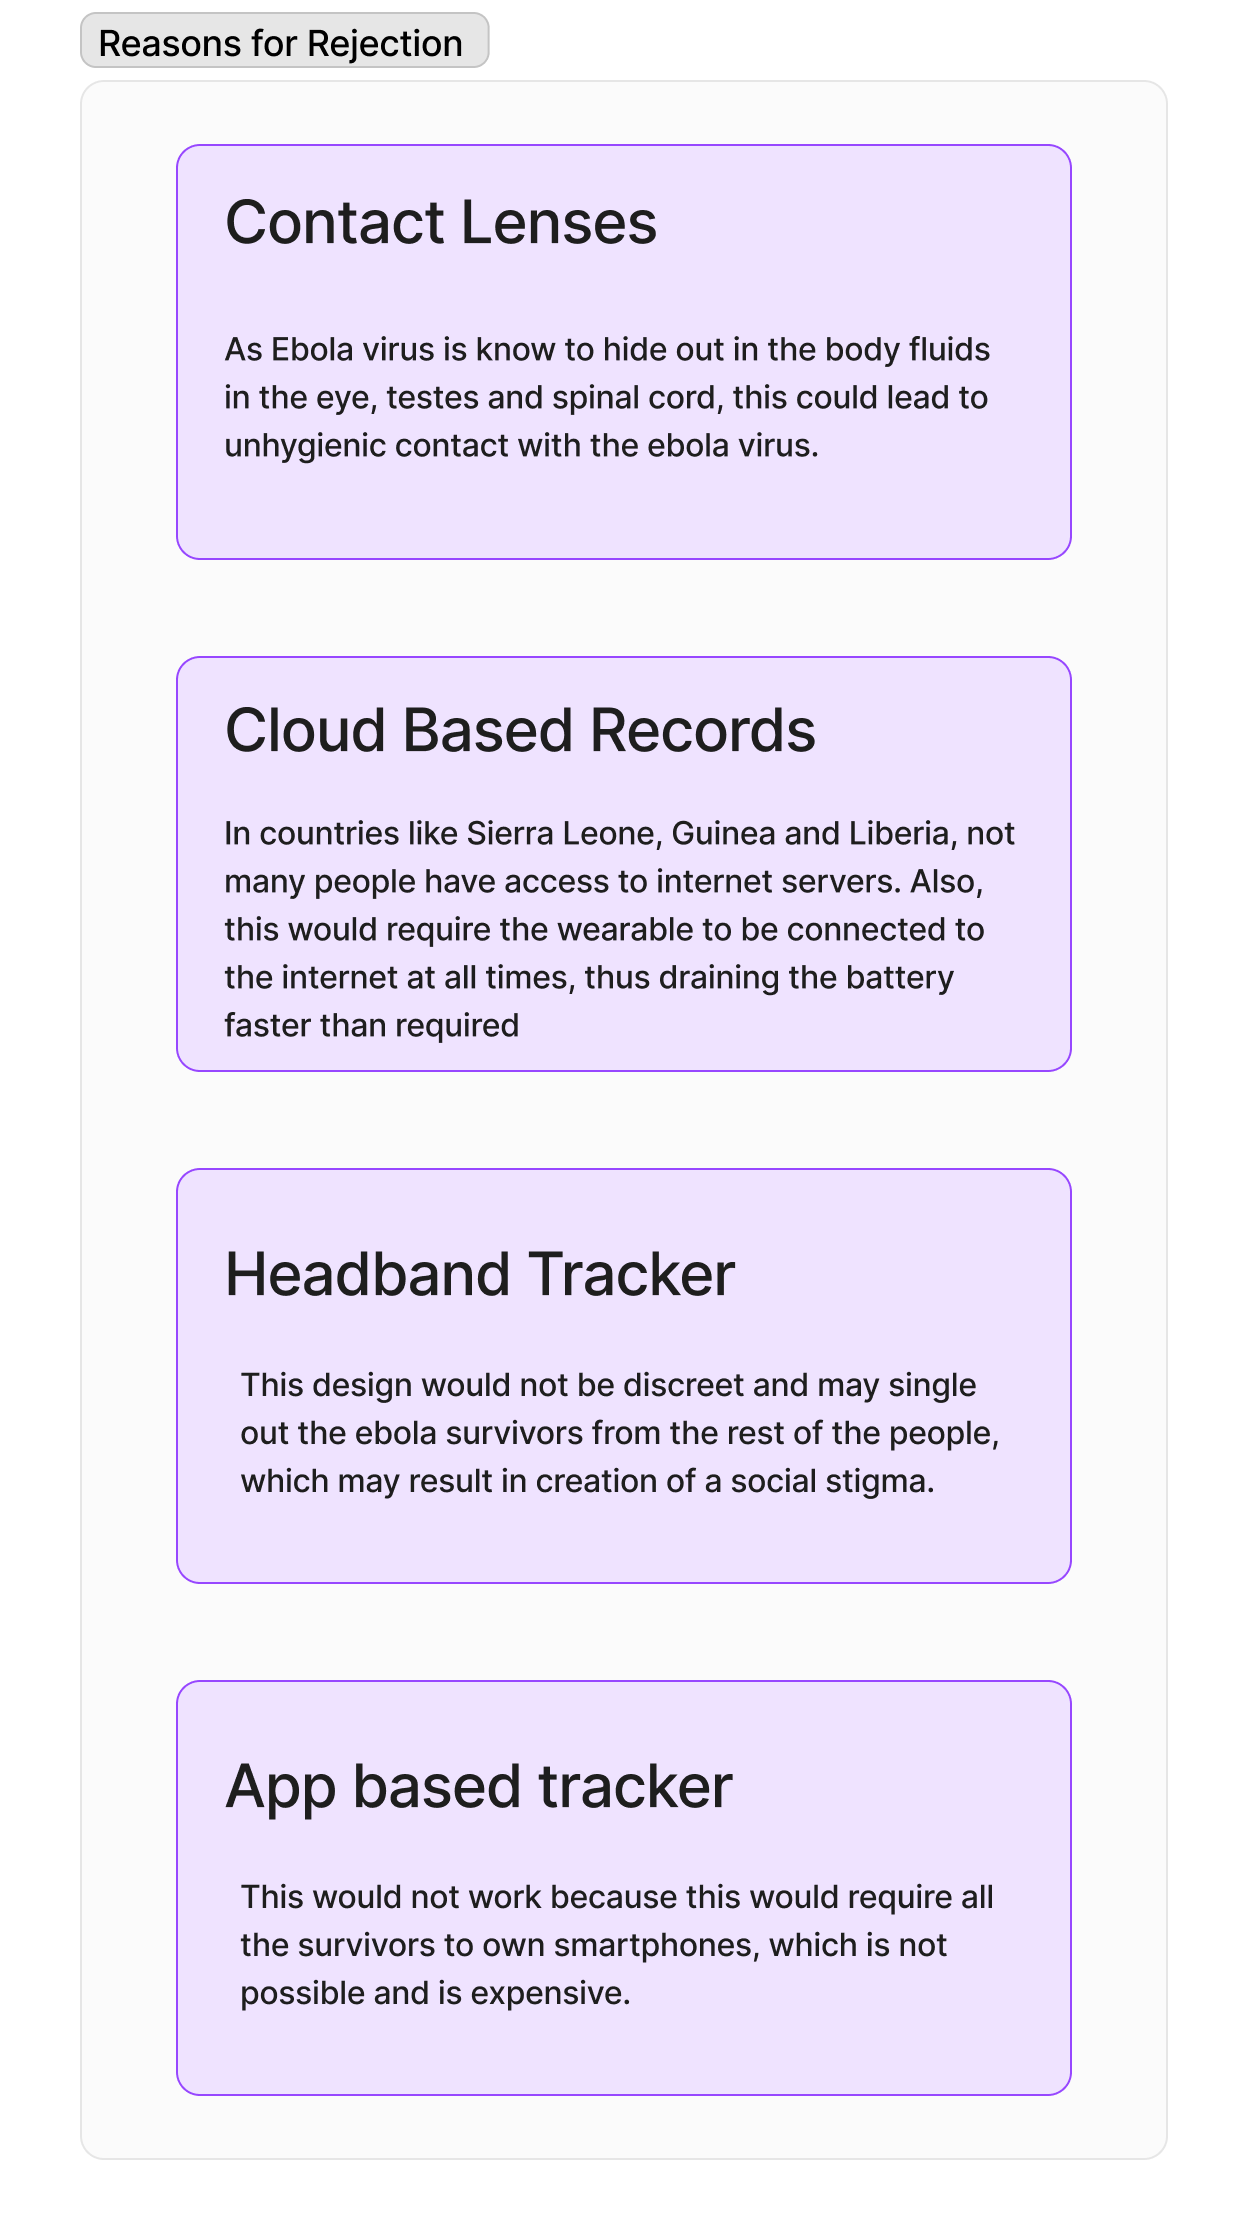 Reasons for Rejection
Contact Lenses
As Ebola virus is know to hide out in the body fluids
in the eye, testes and spinal cord, this could lead to
unhygienic contact with the ebola virus.
Cloud Based Records
In countries like Sierra Leone, Guinea and Liberia, not
many people have access to internet servers. Also,
this would require the wearable to be connected to
the internet at all times, thus draining the battery
faster than required
Headband Tracker
This design would not be discreet and may single
out the ebola survivors from the rest of the people,
which may result in creation of a social stigma.
App based tracker
This would not work because this would require all
the survivors to own smartphones, which is not
possible and is expensive.